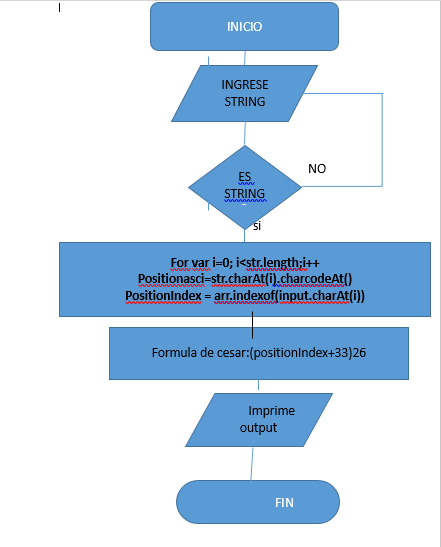 INICIO
INGRESE
STRING
NO
ES
STRING
si
For var i=0; i<str.length;i++
Positionasci=str.charAt(i).charcodeAt()
PositionIndex = arr.indexof(input.charAt(i))
Formula de cesar:(positionIndex+33)26
Imprime
output
FIN